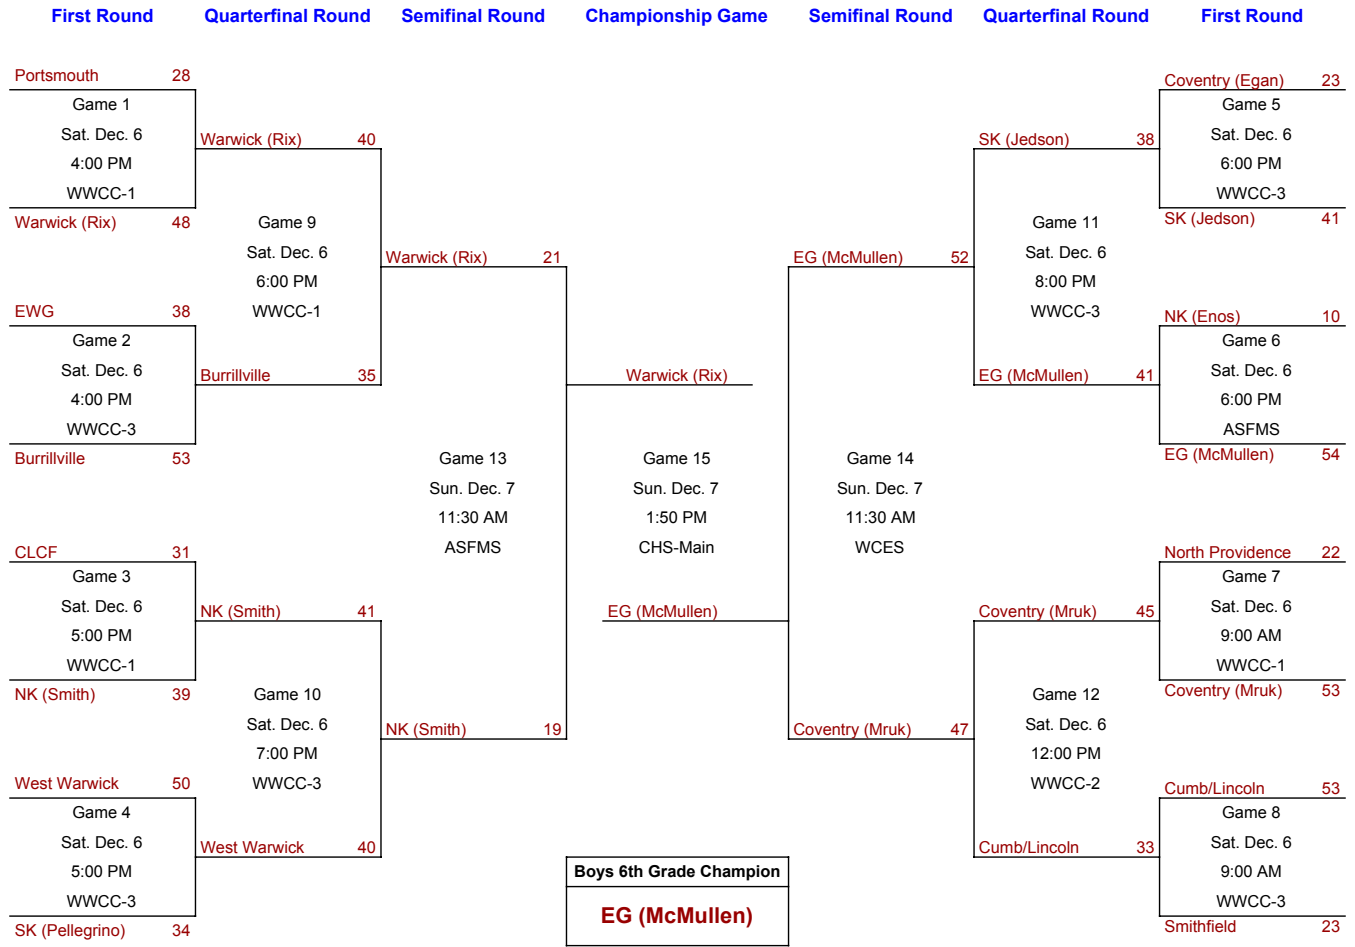 First Round Quarterfinal Round Semifinal Round Championship Game Semifinal Round Quarterfinal Round First Round
Portsmouth 28
Game 1
Sat. Dec. 6
4:00 PM
WWCC-1
Warwick (Rix) 48
EWG 38
Game 2
Sat. Dec. 6
4:00 PM
WWCC-3
Burrillville 53
CLCF 31
Game 3
Sat. Dec. 6
5:00 PM
WWCC-1
NK (Smith) 39
West Warwick 50
Game 4
Sat. Dec. 6
5:00 PM
WWCC-3
SK (Pellegrino) 34
Warwick (Rix) 40
Game 9
Sat. Dec. 6
6:00 PM
WWCC-1
Burrillville 35
NK (Smith) 41
Game 10
Sat. Dec. 6
7:00 PM
WWCC-3
West Warwick 40
Warwick (Rix) 21
Game 13
Sun. Dec. 7
11:30 AM
ASFMS
NK (Smith) 19
Warwick (Rix)
Game 15
Sun. Dec. 7
1:50 PM
CHS-Main
EG (McMullen)
Boys 6th Grade Champion
EG (McMullen)
EG (McMullen) 52
Game 14
Sun. Dec. 7
11:30 AM
WCES
Coventry (Mruk) 47
SK (Jedson) 38
Game 11
Sat. Dec. 6
8:00 PM
WWCC-3
EG (McMullen) 41
Coventry (Mruk) 45
Game 12
Sat. Dec. 6
12:00 PM
WWCC-2
Cumb/Lincoln 33
Coventry (Egan) 23
Game 5
Sat. Dec. 6
6:00 PM
WWCC-3
SK (Jedson) 41
NK (Enos) 10
Game 6
Sat. Dec. 6
6:00 PM
ASFMS
EG (McMullen) 54
North Providence 22
Game 7
Sat. Dec. 6
9:00 AM
WWCC-1
Coventry (Mruk) 53
Cumb/Lincoln 53
Game 8
Sat. Dec. 6
9:00 AM
WWCC-3
Smithfield 23